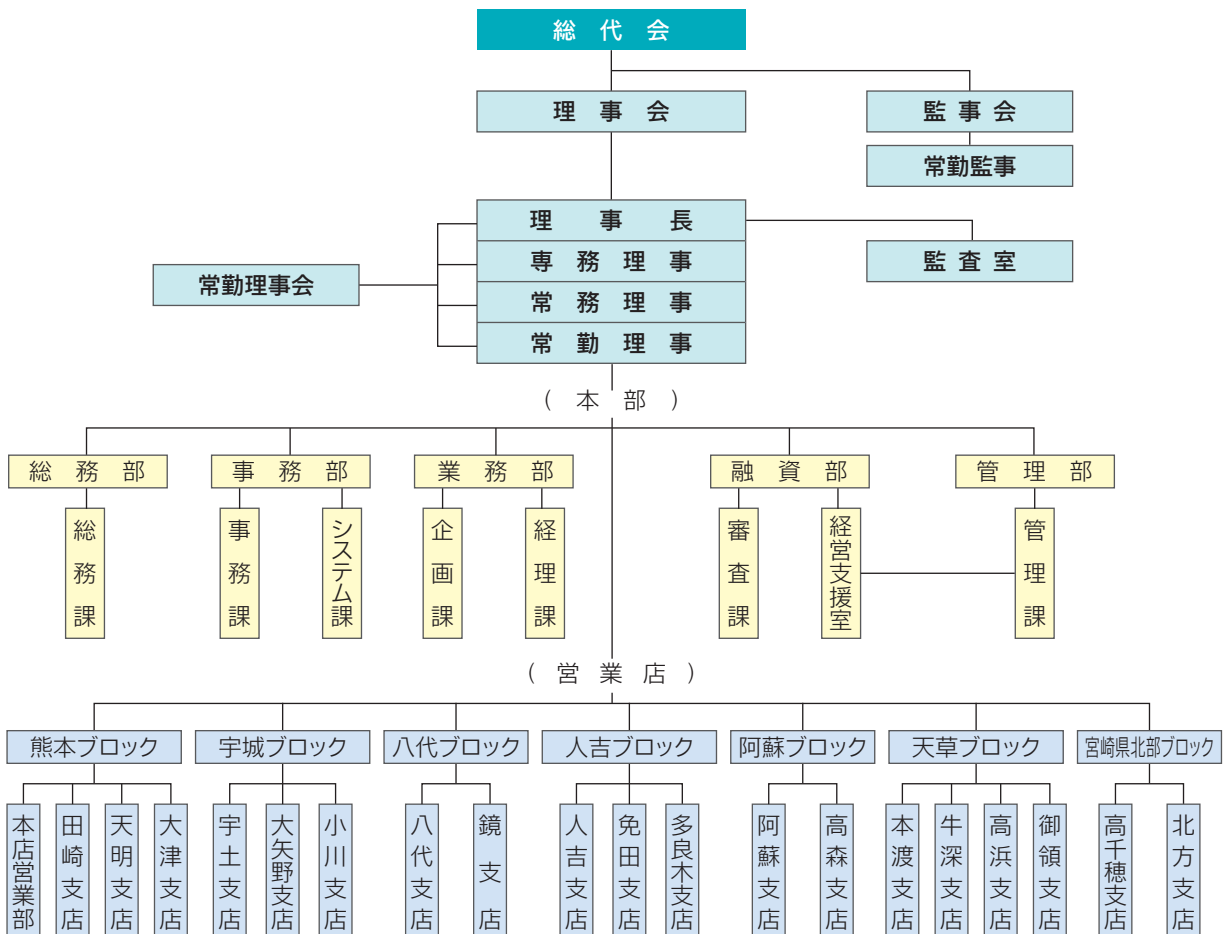 総代会
理事会
監事会
常勤監事
理事長
専務理事
常勤理事会
監査室
常務理事
常勤理事
(本部)
総務部
事務部
業務部
融資部
管理部
総務課
事務課
システム課
企画課
経理課
審査課
経営支援室
管理課
(営業店)
熊本ブロック
宇城ブロック
八代ブロック
人吉ブロック
阿蘇ブロック
天草ブロック
宮崎県北部ブロック
本店営業部
田崎支店
天明支店
大津支店
宇土支店
大矢野支店
小川支店
八代支店
鏡支店
人吉支店
免田支店
多良木支店
阿蘇支店
高森支店
本渡支店
牛深支店
高浜支店
御領支店
高千穂支店
北方支店